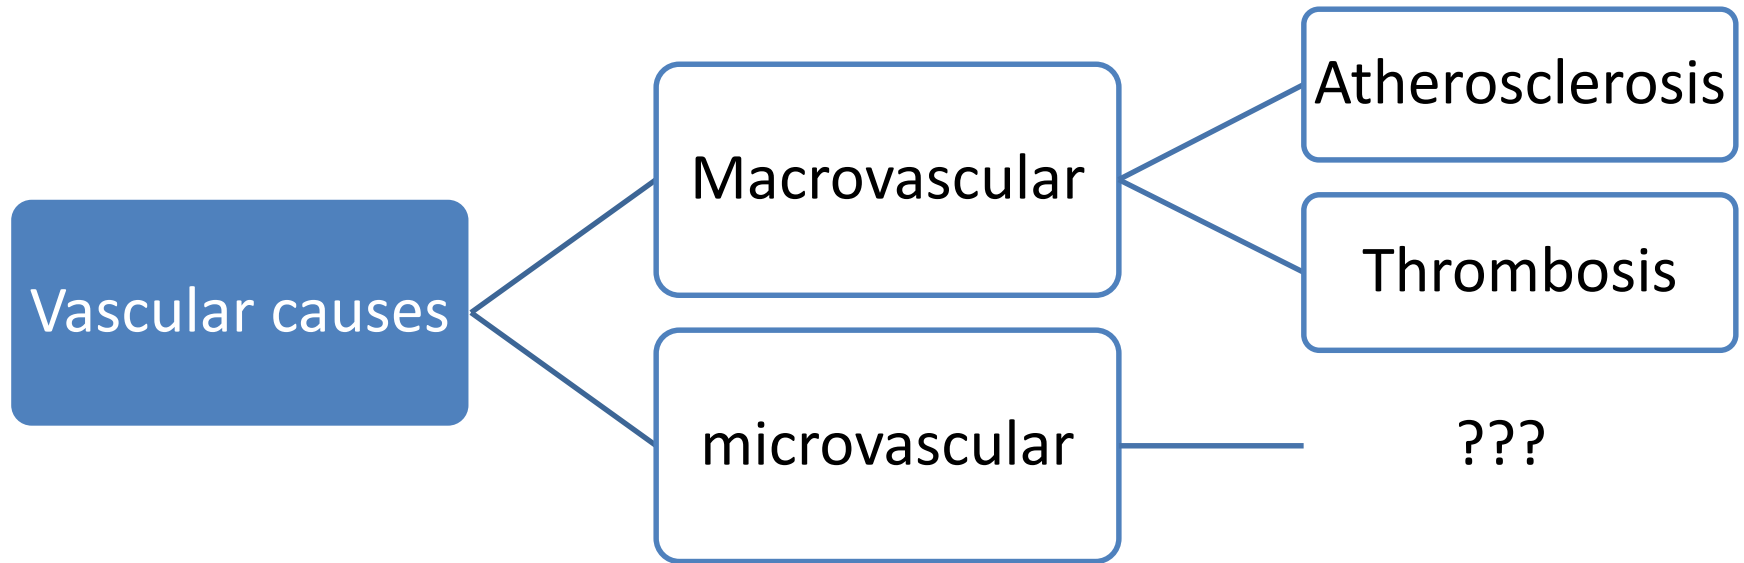 Vascular causes
Macrovascular
microvascular
Atherosclerosis
Thrombosis
???